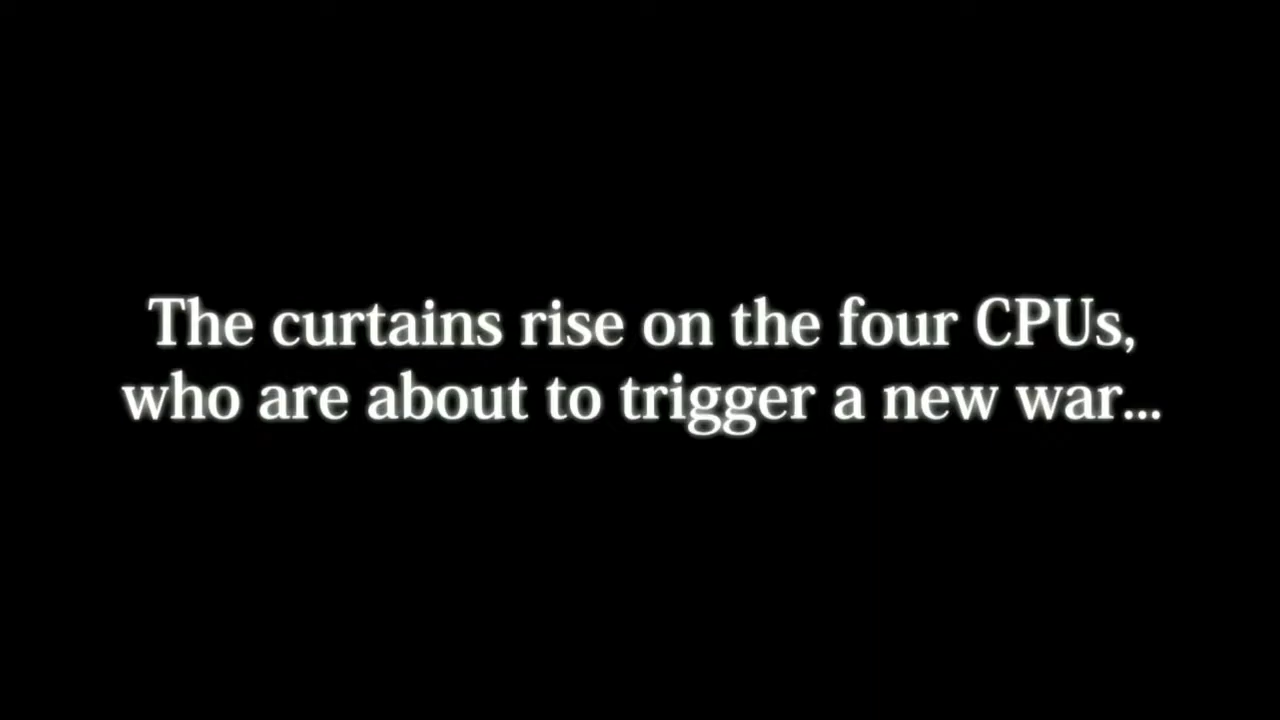 The curtains rise on the four CPUs,
who are about to trigger a new war...